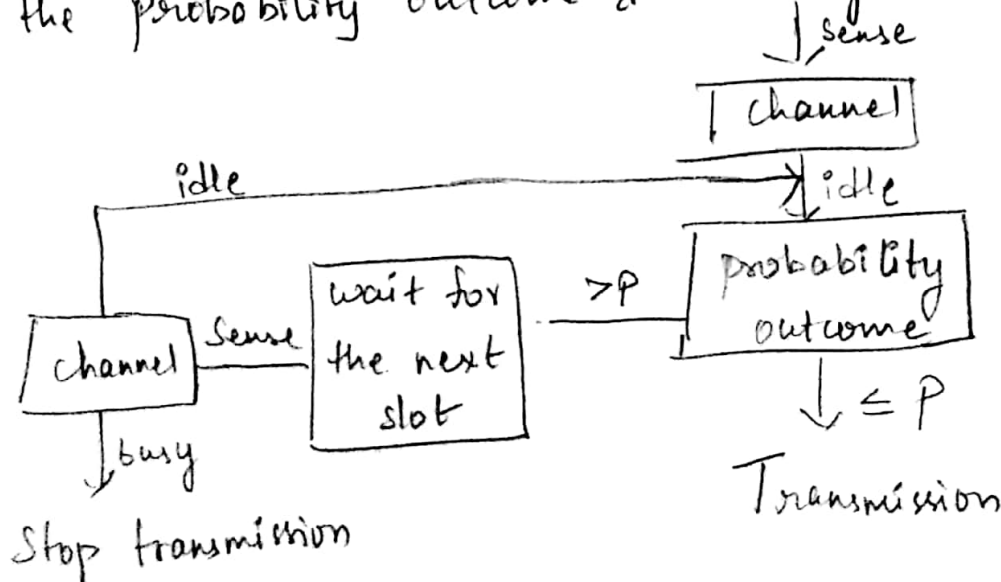 the probability outcome
sense
channel
idle
idle
probability
outcome
>P
wait for
the next
slot
sense
channel
≤ P
busy
Transmission
Stop transmission